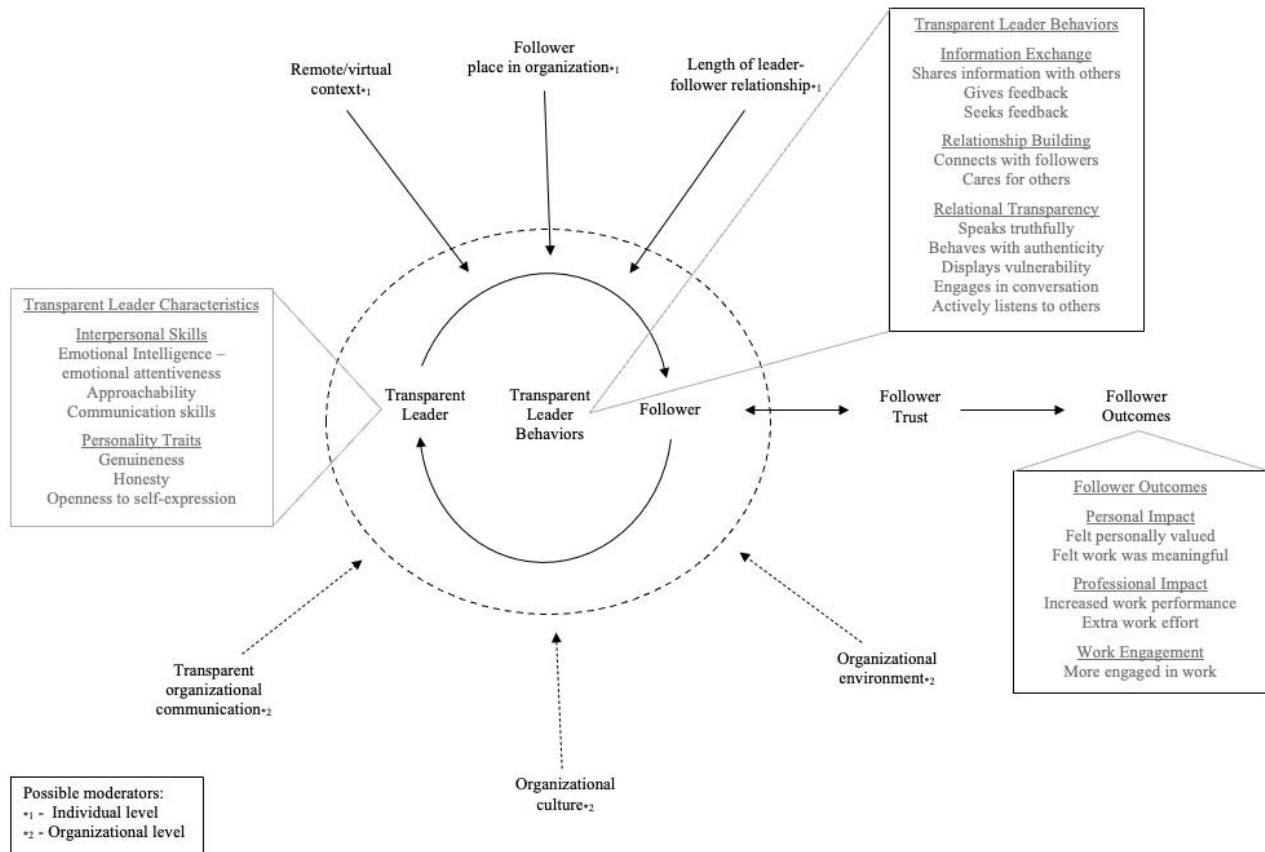 Remote/virtual
context*1
Follower
place in organization*1
Length of leader-
follower relationship*1
Transparent Leader Behaviors
Information Exchange
Shares information with others
Gives feedback
Seeks feedback
Relationship Building
Connects with followers
Cares for others
Relational Transparency
Speaks truthfully
Behaves with authenticity
Displays vulnerability
Engages in conversation
Actively listens to others
Transparent Leader Characteristics
Interpersonal Skills
Emotional Intelligence –
emotional attentiveness
Approachability
Communication skills
Personality Traits
Genuineness
Honesty
Openness to self-expression
Transparent
Leader
Transparent
Leader
Behaviors
Follower
Follower
Trust
Follower
Outcomes
Follower Outcomes
Personal Impact
Felt personally valued
Felt work was meaningful
Professional Impact
Increased work performance
Extra work effort
Work Engagement
More engaged in work
Transparent
organizational
communication*2
Organizational
culture*2
Organizational
environment*2
Possible moderators:
*1 - Individual level
*2 - Organizational level